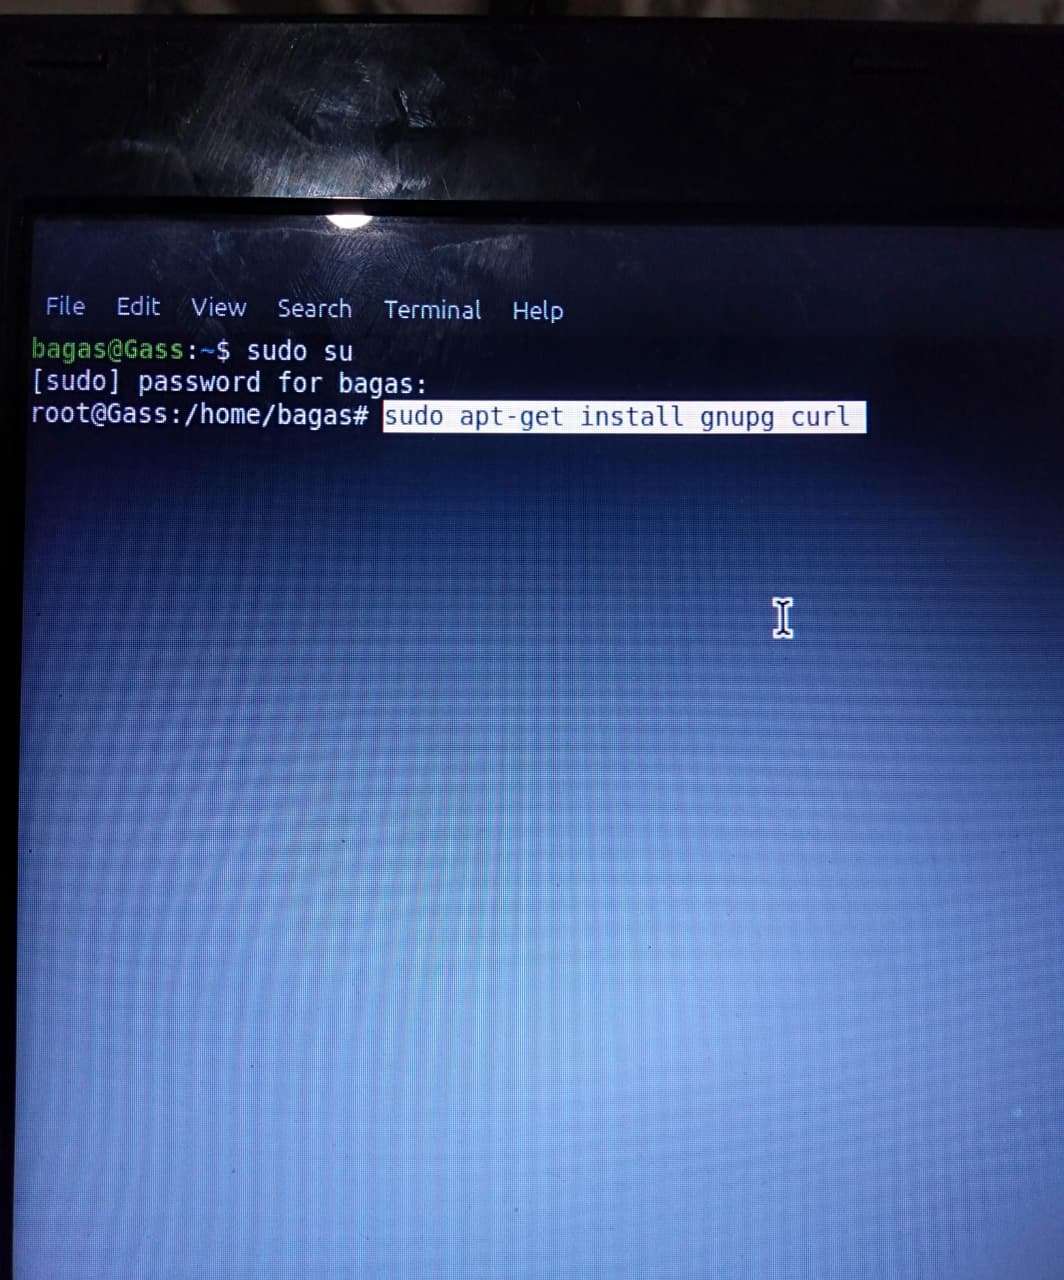 File Edit View Search Terminal Help
bagas@Gass:~$ sudo su
[sudo] password for bagas:
root@Gass:/home/bagas# sudo apt-get install gnupg curl